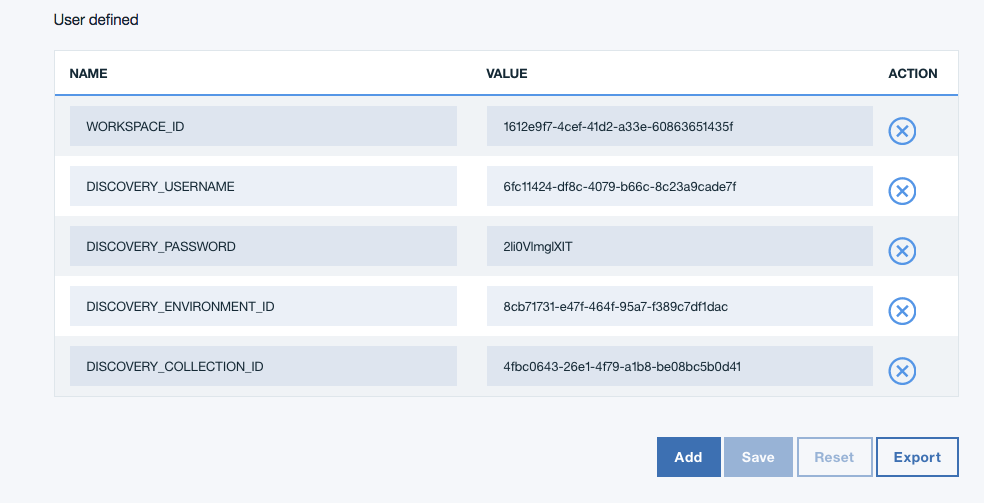 User defined
NAME VALUE ACTION
WORKSPACE_ID 1612e9f7-4cef-41d2-a33e-60863651435f
DISCOVERY_USERNAME 6fc11424-df8c-4079-b66c-8c23a9cade7f
DISCOVERY_PASSWORD 2li0VlmglXIT
DISCOVERY_ENVIRONMENT_ID 8cb71731-e47f-464f-95a7-f389c7df1dac
DISCOVERY_COLLECTION_ID 4fbc0643-26e1-4f79-a1b8-be08bc5b0d41
Add Save Reset Export